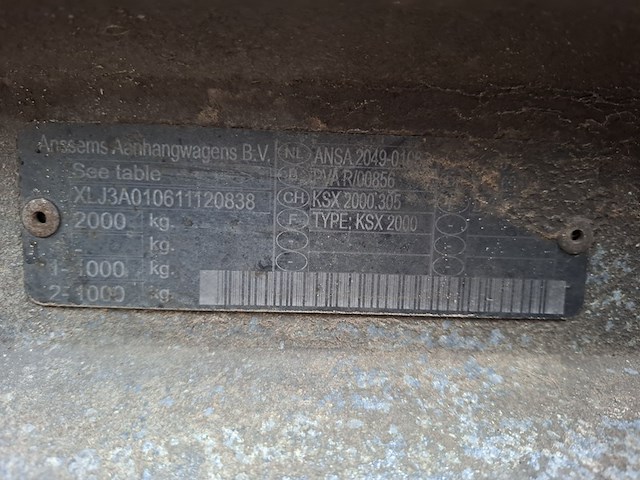 Anssems Aanhangwagens B.V. NL ANSA 2049-0105
See table D PVA R/00856
XLJ3A010611120838 CH KSX 2000.305
2000 kg. F TYPE; KSX 2000 -
+ kg. - -
1- 1000 kg. - -
2- 1000 kg.